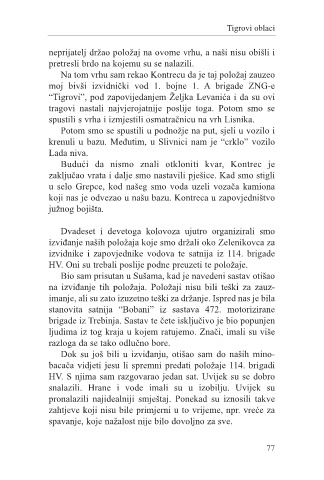 Tigrovi oblaci
neprijatelj držao položaj na ovome vrhu, a naši nisu obišli i
pretresli brdo na kojemu su se nalazili.
Na tom vrhu sam rekao Kontrecu da je taj položaj zauzeo
moj bivši izvidnički vod 1. bojne 1. A brigade ZNG-e
“Tigrovi”, pod zapovijedanjem Željka Levanića i da su ovi
tragovi nastali najvjerojatnije poslije toga. Potom smo se
spustili s vrha i izmjestili osmatračnicu na vrh Lisnika.
Potom smo se spustili u podnožje na put, sjeli u vozilo i
krenuli u bazu. Međutim, u Slivnici nam je “crklo” vozilo
Lada niva.
Budući da nismo znali otkloniti kvar, Kontrec je
zaključao vrata i dalje smo nastavili pješice. Kad smo stigli
u selo Grepce, kod našeg smo voda uzeli vozača kamiona
koji nas je odvezao u našu bazu. Kontreca u zapovjedništvo
južnog bojišta.
Dvadeset i devetoga kolovoza ujutro organizirali smo
izviđanje naših položaja koje smo držali oko Zelenikovca za
izvidnike i zapovjednike vodova te satnija iz 114. brigade
HV. Oni su trebali poslije podne preuzeti te položaje.
Bio sam prisutan u Sušama, kad je navedeni sastav otišao
na izviđanje tih položaja. Položaji nisu bili teški za zauz-
imanje, ali su zato izuzetno teški za držanje. Ispred nas je bila
stanovita satnija “Bobani” iz sastava 472. motorizirane
brigade iz Trebinja. Sastav te čete isključivo je bio popunjen
ljudima iz tog kraja u kojem ratujemo. Znači, imali su više
razloga da se tako odlučno bore.
Dok su još bili u izviđanju, otišao sam do naših mino-
bacača vidjeti jesu li spremni predati položaje 114. brigadi
HV. S njima sam razgovarao jedan sat. Uvijek su se dobro
snalazili. Hrane i vode imali su u izobilju. Uvijek su
pronalazili najidealniji smještaj. Ponekad su iznosili takve
zahtjeve koji nisu bile primjerni u to vrijeme, npr. vreće za
spavanje, koje nažalost nije bilo dovoljno za sve.
77